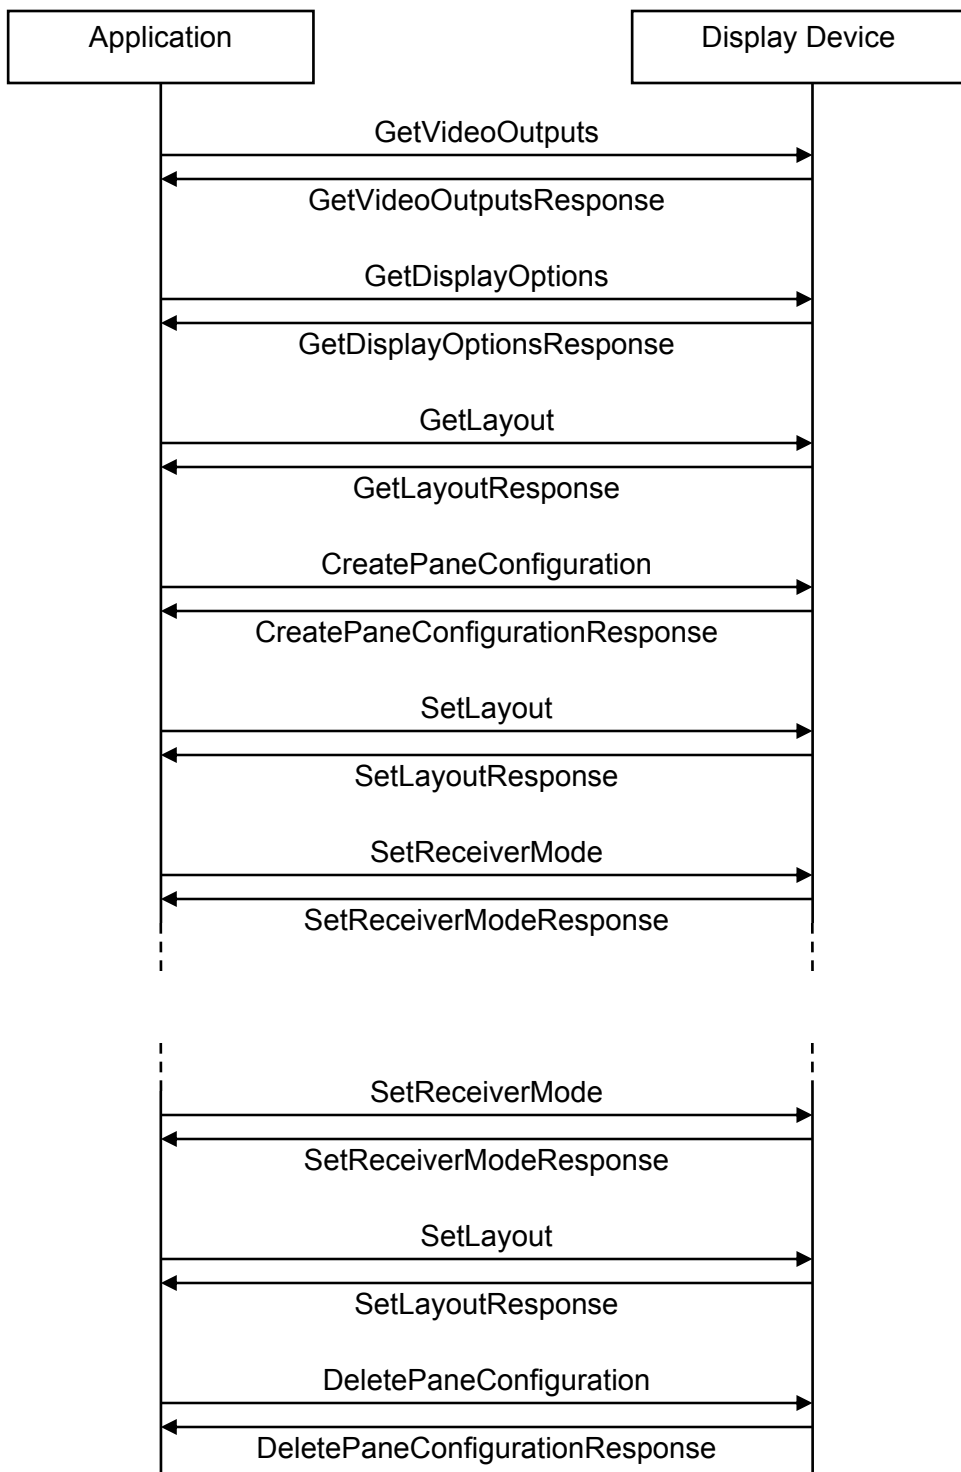 Application
Display Device
GetVideoOutputs
GetVideoOutputsResponse
GetDisplayOptions
GetDisplayOptionsResponse
GetLayout
GetLayoutResponse
CreatePaneConfiguration
CreatePaneConfigurationResponse
SetLayout
SetLayoutResponse
SetReceiverMode
SetReceiverModeResponse
SetReceiverMode
SetReceiverModeResponse
SetLayout
SetLayoutResponse
DeletePaneConfiguration
DeletePaneConfigurationResponse